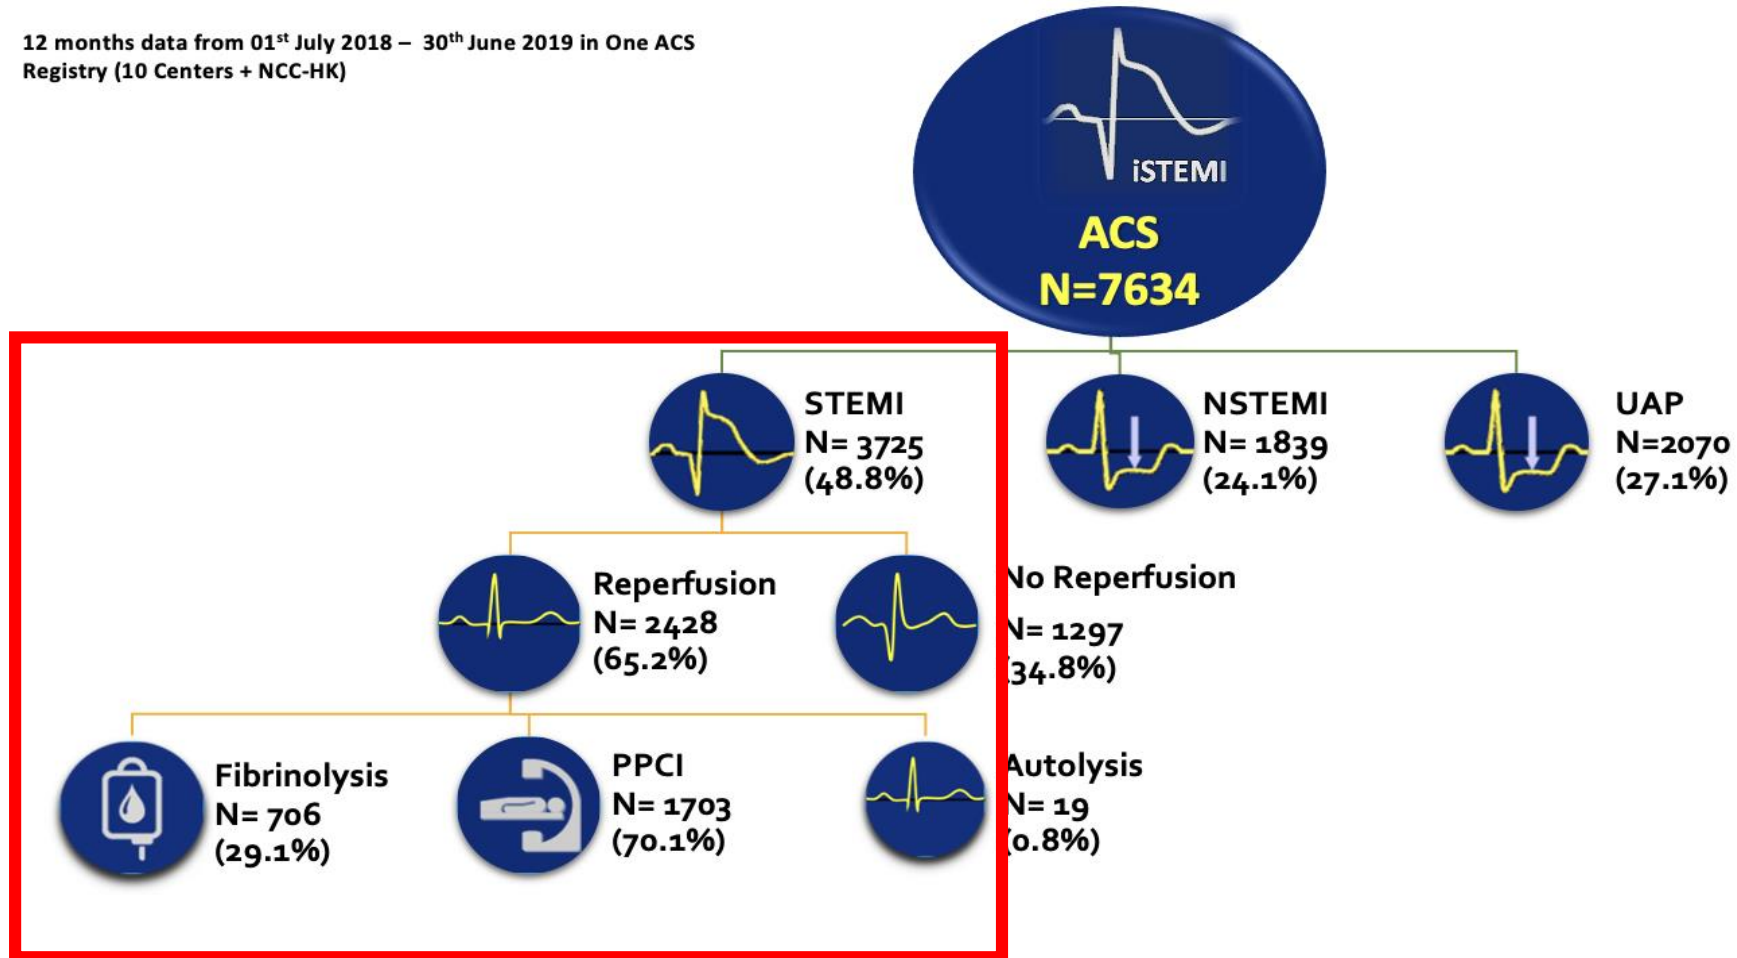 12 months data from 01st July 2018 – 30th June 2019 in One ACS
Registry (10 Centers + NCC-HK)
iSTEMI
ACS
N=7634
STEMI
N= 3725
(48.8%)
NSTEMI
N= 1839
(24.1%)
UAP
N=2070
(27.1%)
Reperfusion
N= 2428
(65.2%)
No Reperfusion
N= 1297
(34.8%)
Fibrinolysis
N= 706
(29.1%)
PPCI
N= 1703
(70.1%)
Autolysis
N= 19
(0.8%)